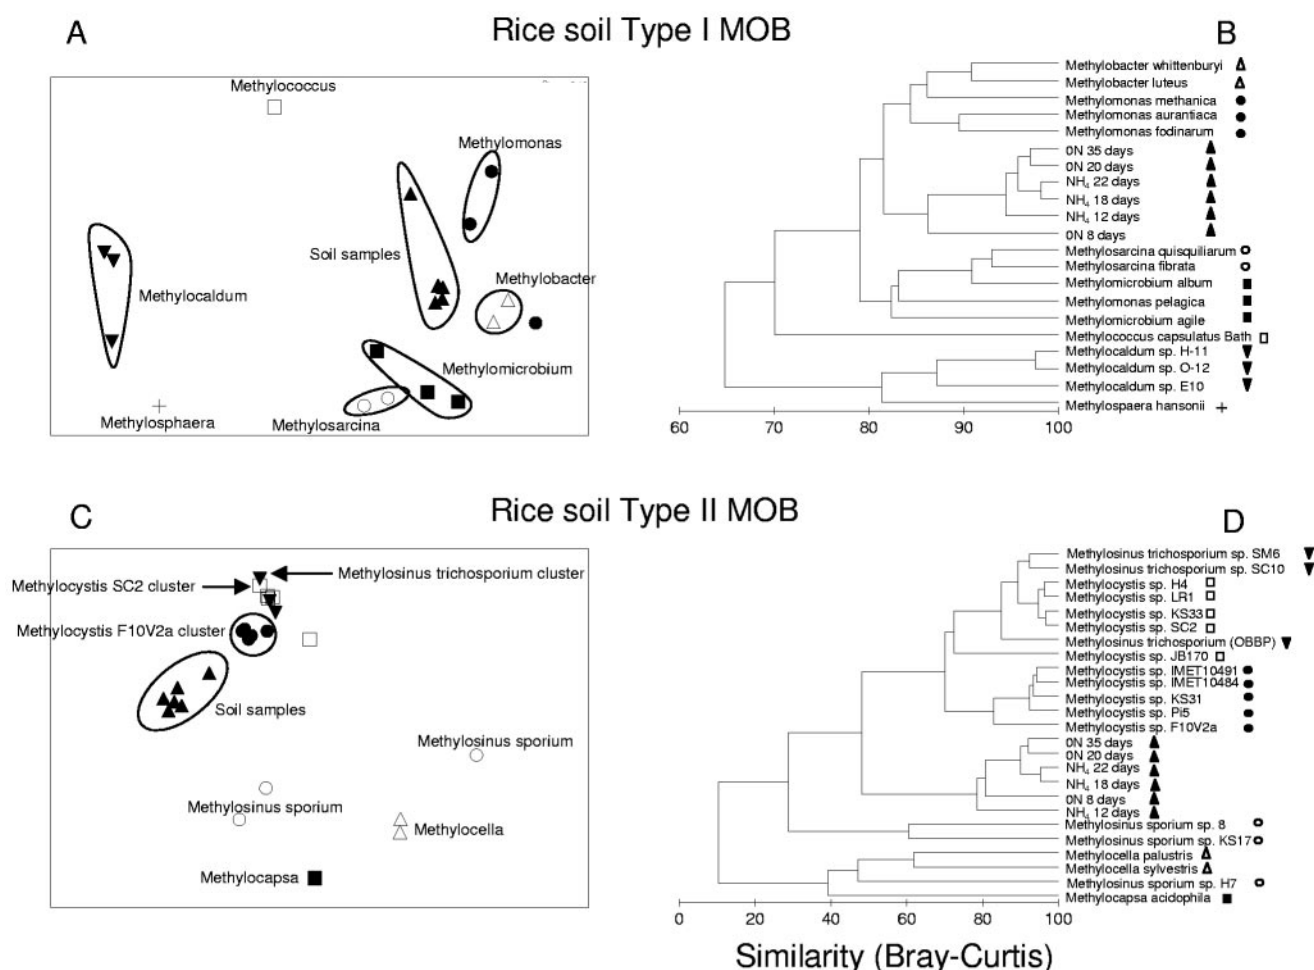 A
Rice soil Type I MOB
B
Methylococcus
Methylomonas
Soil samples
Methylobacter
Methylocaldum
Methylomicrobium
Methylosphaera
Methylosarcina
Methylobacter whittenburyi
Methylobacter luteus
Methylomonas methanica
Methylomonas aurantiaca
Methylomonas fodinarum
0N 35 days
0N 20 days
NH₄ 22 days
NH₄ 18 days
NH₄ 12 days
0N 8 days
Methylosarcina quisquiliarum
Methylosarcina fibrata
Methylomicrobium album
Methylomonas pelagica
Methylomicrobium agile
Methylococcus capsulatus Bath
Methylocaldum sp. H-11
Methylocaldum sp. O-12
Methylocaldum sp. E10
Methylospaera hansonii
60 70 80 90 100
C
Rice soil Type II MOB
D
Methylocystis SC2 cluster
Methylosinus trichosporium cluster
Methylocystis F10V2a cluster
Soil samples
Methylosinus sporium
Methylosinus sporium
Methylocella
Methylocapsa
Methylosinus trichosporium sp. SM6
Methylosinus trichosporium sp. SC10
Methylocystis sp. H4
Methylocystis sp. LR1
Methylocystis sp. KS33
Methylocystis sp. SC2
Methylosinus trichosporium (OBBP)
Methylocystis sp. JB170
Methylocystis sp. IMET10491
Methylocystis sp. IMET10484
Methylocystis sp. KS31
Methylocystis sp. Pi5
Methylocystis sp. F10V2a
0N 35 days
0N 20 days
NH₄ 22 days
NH₄ 18 days
0N 8 days
NH₄ 12 days
Methylosinus sporium sp. 8
Methylosinus sporium sp. KS17
Methylocella palustris
Methylocella sylvestris
Methylosinus sporium sp. H7
Methylocapsa acidophila
0 20 40 60 80 100
Similarity (Bray-Curtis)